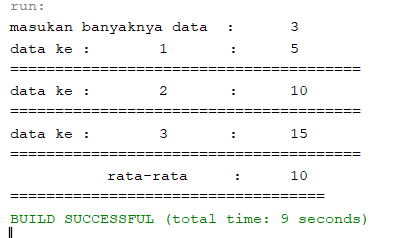 run:
masukan banyaknya data : 3
data ke : 1 : 5
=======================================
data ke : 2 : 10
=======================================
data ke : 3 : 15
=======================================
rata-rata : 10
===================================
BUILD SUCCESSFUL (total time: 9 seconds)